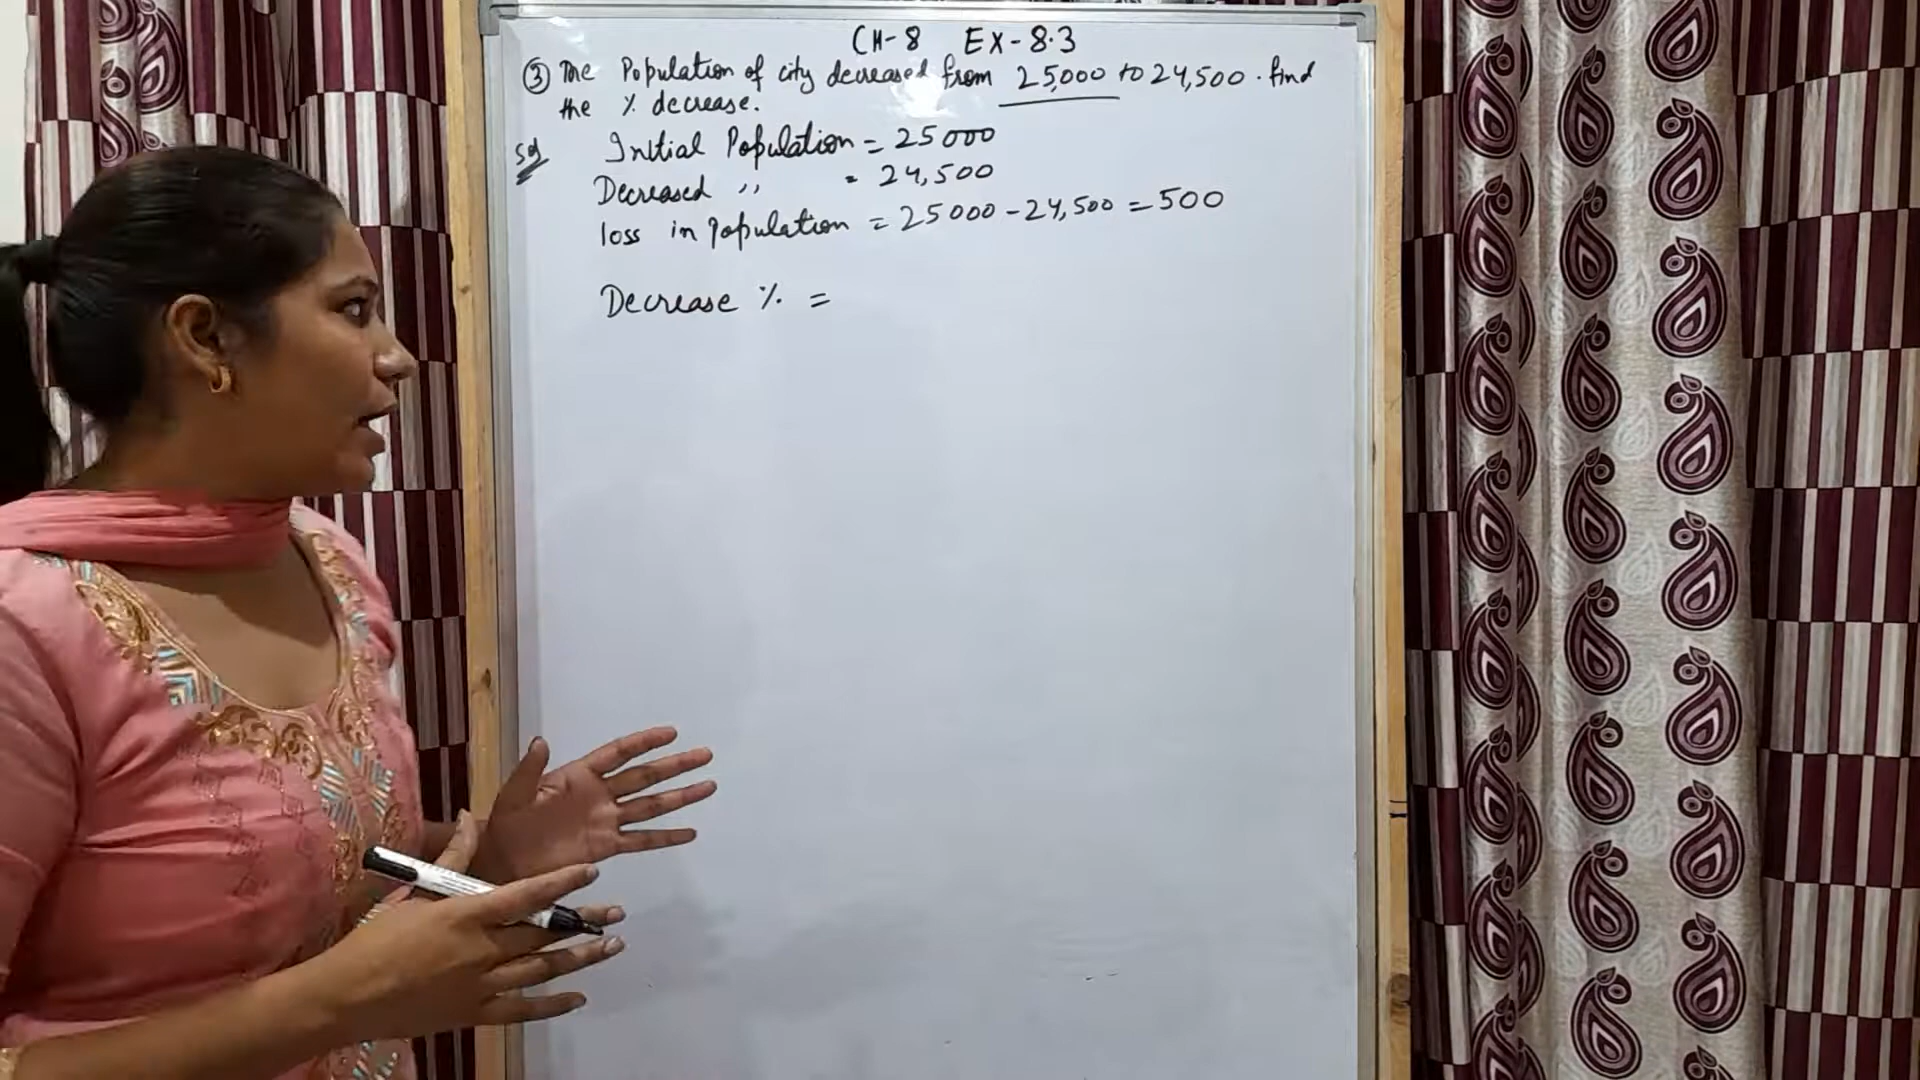 CH-8 EX-8.3
③ The Population of city decreased from 25,000 to 24,500. find
the % decrease.
Sol Initial Population = 25000
Decreased ,, = 24,500
loss in Population = 25000 - 24,500 = 500
Decrease % =